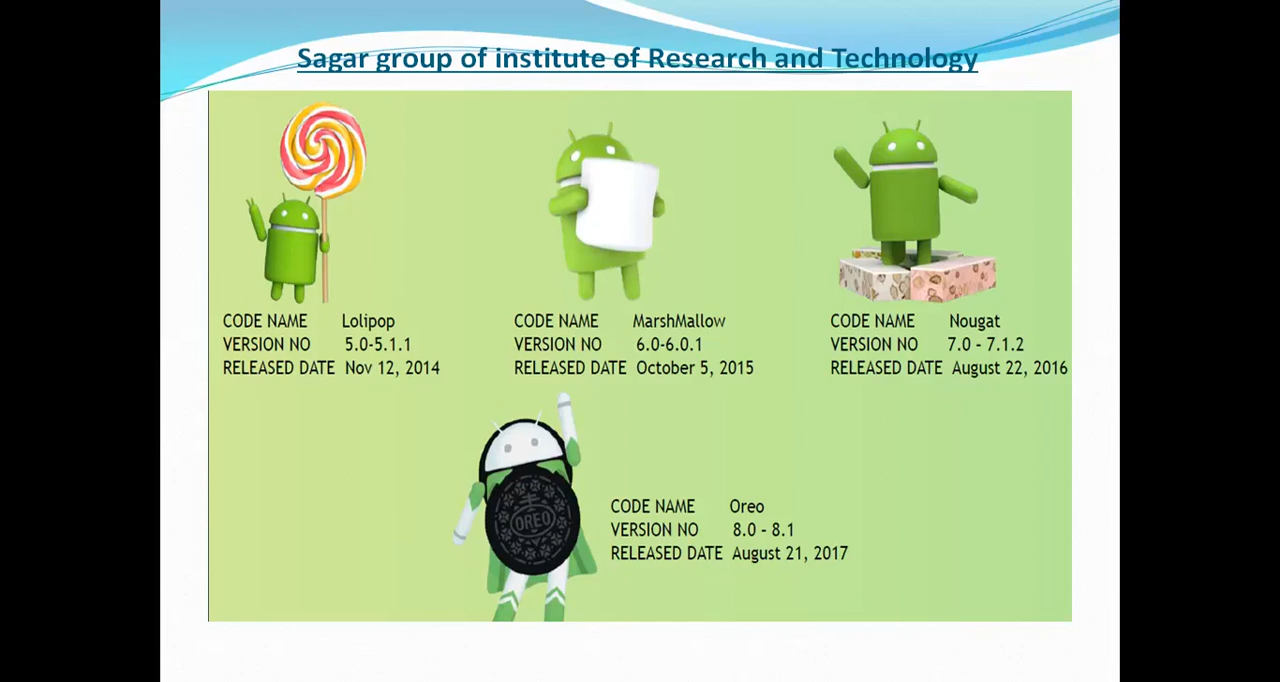 Sagar group of institute of Research and Technology
CODE NAME Lolipop
VERSION NO 5.0-5.1.1
RELEASED DATE Nov 12, 2014
CODE NAME MarshMallow
VERSION NO 6.0-6.0.1
RELEASED DATE October 5, 2015
CODE NAME Nougat
VERSION NO 7.0 - 7.1.2
RELEASED DATE August 22, 2016
OREO
CODE NAME Oreo
VERSION NO 8.0 - 8.1
RELEASED DATE August 21, 2017